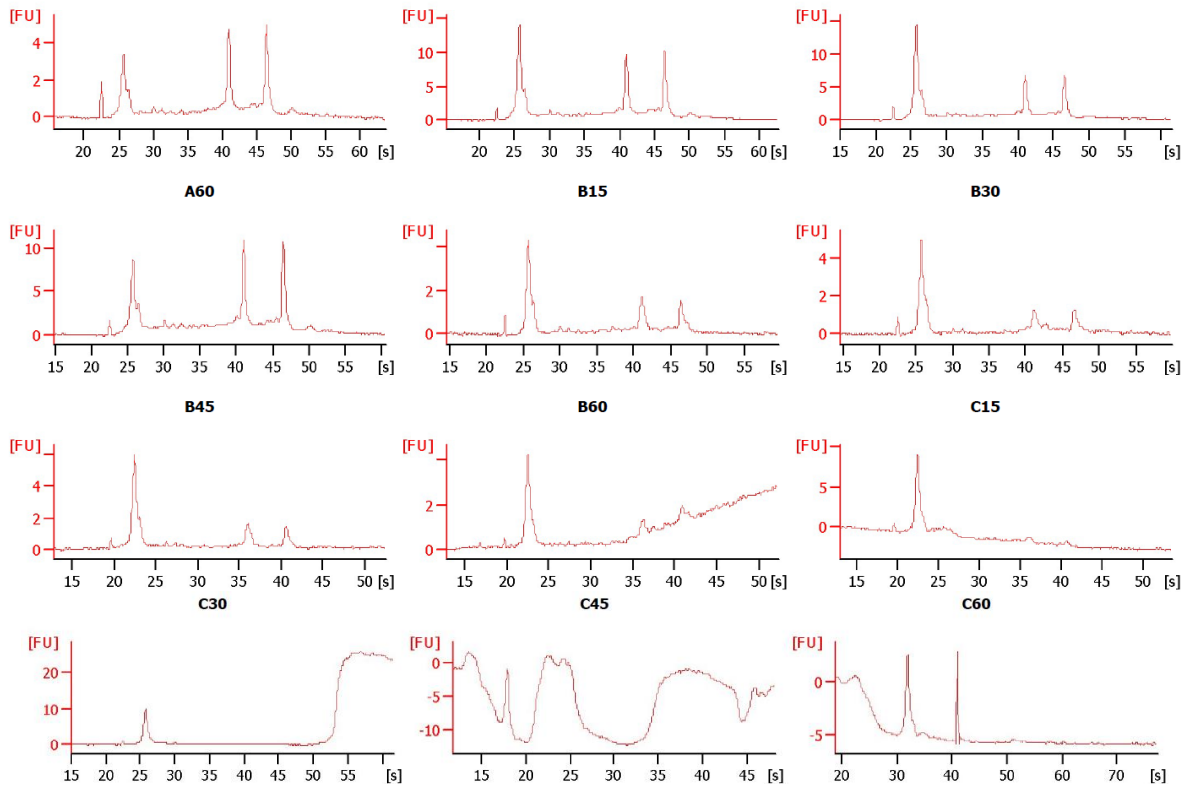 [FU] [FU] [FU]
4 10 10
2 5 5
0 0 0
20 25 30 35 40 45 50 55 60 [s] 20 25 30 35 40 45 50 55 60 [s] 15 20 25 30 35 40 45 50 55 [s]
A60 B15 B30
[FU] [FU] [FU]
10 4
5 2 2
0 0 0
15 20 25 30 35 40 45 50 55 [s] 15 20 25 30 35 40 45 50 55 [s] 15 20 25 30 35 40 45 50 55 [s]
B45 B60 C15
[FU] [FU] [FU]
4 5
2 2 0
0 0
15 20 25 30 35 40 45 50 [s] 15 20 25 30 35 40 45 50 [s] 15 20 25 30 35 40 45 50 [s]
C30 C45 C60
[FU] [FU] [FU]
20 0 0
10 -5
0 -10 -5
15 20 25 30 35 40 45 55 [s] 15 20 25 30 35 40 45 [s] 20 30 40 50 60 70 [s]